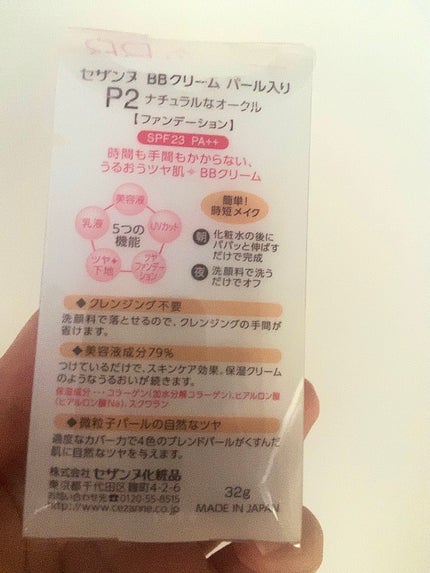 セザンヌ BBクリーム パール入り
P2 ナチュラルなオークル
【ファンデーション】
SPF23 PA++
時間も手間もかからない、
うるおうツヤ肌✦BBクリーム
美容液
乳液
UVカット
5つの
機能
ツヤ✦
下地
ツヤ
ファンデー
ション
簡単!
時短メイク
朝 化粧水の後に
パパッと伸ばす
だけで完成
夜 洗顔料で洗う
だけでオフ
◆クレンジング不要
洗顔料で落とせるので、クレンジングの手間が
省けます。
◆美容液成分79%
つけているだけで、スキンケア効果。保湿クリーム
のようなうるおいが続きます。
保湿成分･･･コラーゲン(加水分解コラーゲン)、ヒアルロン酸
(ヒアルロン酸Na)、スクワラン
◆微粒子パールの自然なツヤ
適度なカバー力で4色のブレンドパールがくすんだ
肌に自然なツヤを与えます。
株式会社 セザンヌ化粧品
東京都千代田区麹町4-2-6
お問い合わせ先☎0120-55-8515
http://www.cezanne.co.jp
32g
MADE IN JAPAN